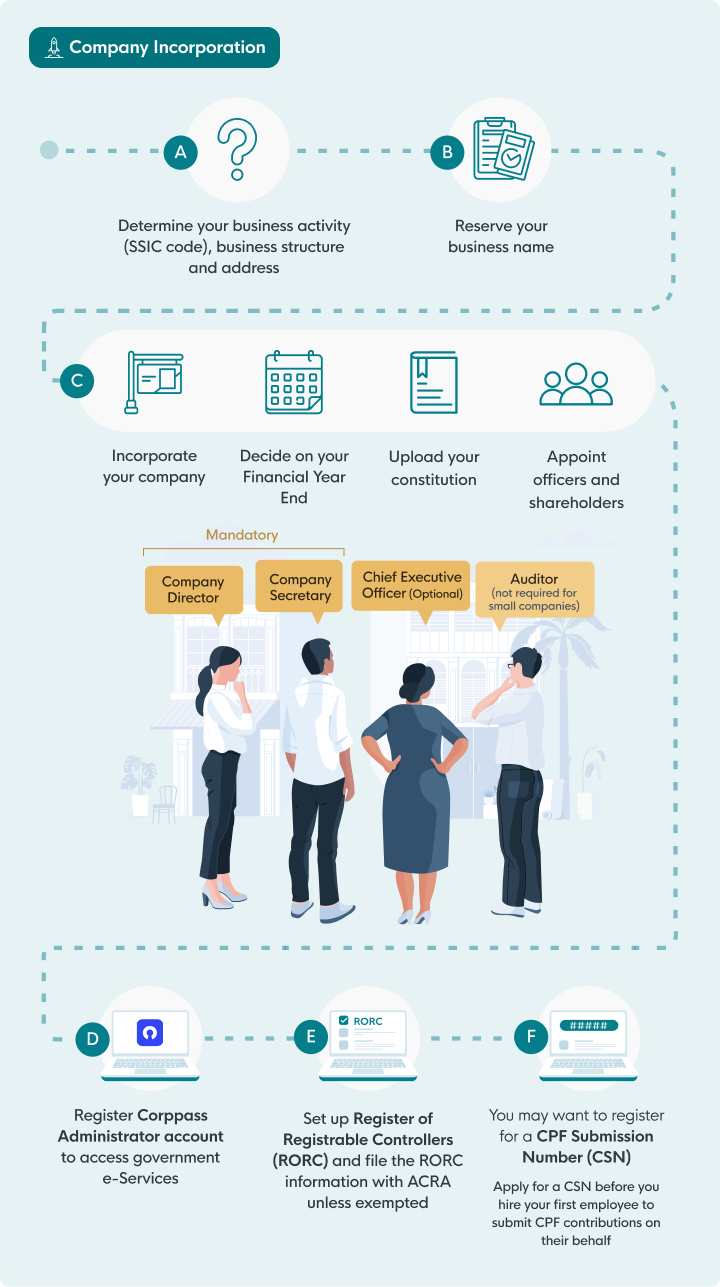 Company Incorporation
A
B
Determine your business activity
(SSIC code), business structure
and address
Reserve your
business name
C
Incorporate
your company
Decide on your
Financial Year
End
Upload your
constitution
Appoint
officers and
shareholders
Mandatory
Company
Director
Company
Secretary
Chief Executive
Officer (Optional)
Auditor
(not required for
small companies)
D
E
RORC
F
#####
Register Corppass
Administrator account
to access government
e-Services
Set up Register of
Registrable Controllers
(RORC) and file the RORC
information with ACRA
unless exempted
You may want to register
for a CPF Submission
Number (CSN)
Apply for a CSN before you
hire your first employee to
submit CPF contributions on
their behalf